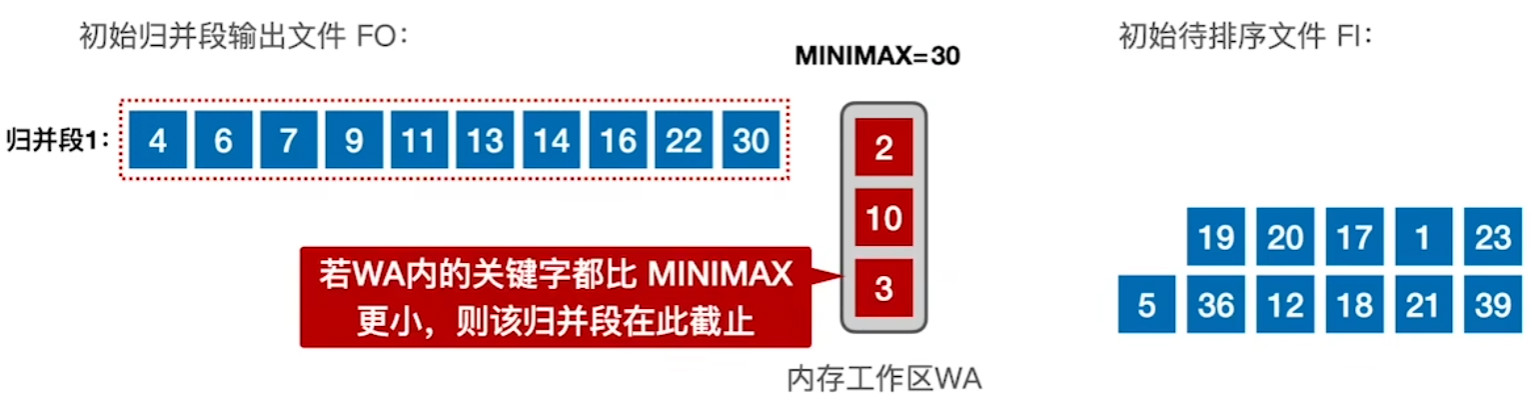 初始归并段输出文件 FO：
初始待排序文件 FI：
MINIMAX=30
归并段1：
4 6 7 9 11 13 14 16 22 30
2
10
3
若WA内的关键字都比 MINIMAX
更小，则该归并段在此截止
19 20 17 1 23
5 36 12 18 21 39
内存工作区WA